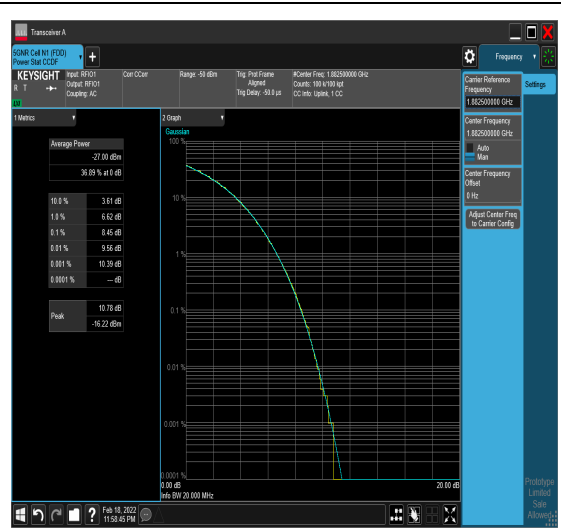 Transceiver A
5GNR Cell N1 (FDD)
Power Stat CCDF
Frequency
KEYSIGHT
R T
LV
Input: RFIO1
Output: RFIO1
Coupling: AC
Corr CCorr
Range: -50 dBm
Trig: Prot Frame
Aligned
Trig Delay: -50.0 µs
#Center Freq: 1.882500000 GHz
Counts: 100 k/100 kpt
CC Info: Uplink, 1 CC
1 Metrics
Average Power
-27.00 dBm
36.89 % at 0 dB
10.0 % 3.61 dB
1.0 % 6.62 dB
0.1 % 8.45 dB
0.01 % 9.56 dB
0.001 % 10.39 dB
0.0001 % --- dB
Peak
10.78 dB
-16.22 dBm
2 Graph
Gaussian
100 %
10 %
1 %
0.1 %
0.01 %
0.001 %
0.0001 %
0.00 dB
20.00 dB
Info BW 20.000 MHz
Carrier Reference
Frequency
1.882500000 GHz
Center Frequency
1.882500000 GHz
Auto
Man
Center Frequency
Offset
0 Hz
Adjust Center Freq
to Carrier Config
Settings
Prototype
Limited
Sale
Allowed
?
Feb 18, 2022
11:58:45 PM